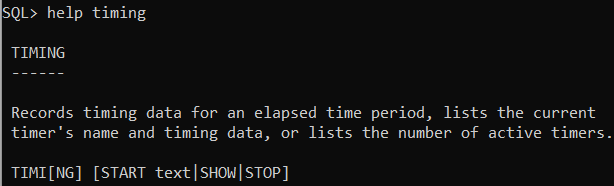 SQL> help timing
TIMING
------
Records timing data for an elapsed time period, lists the current
timer's name and timing data, or lists the number of active timers.
TIMI[NG] [START text|SHOW|STOP]